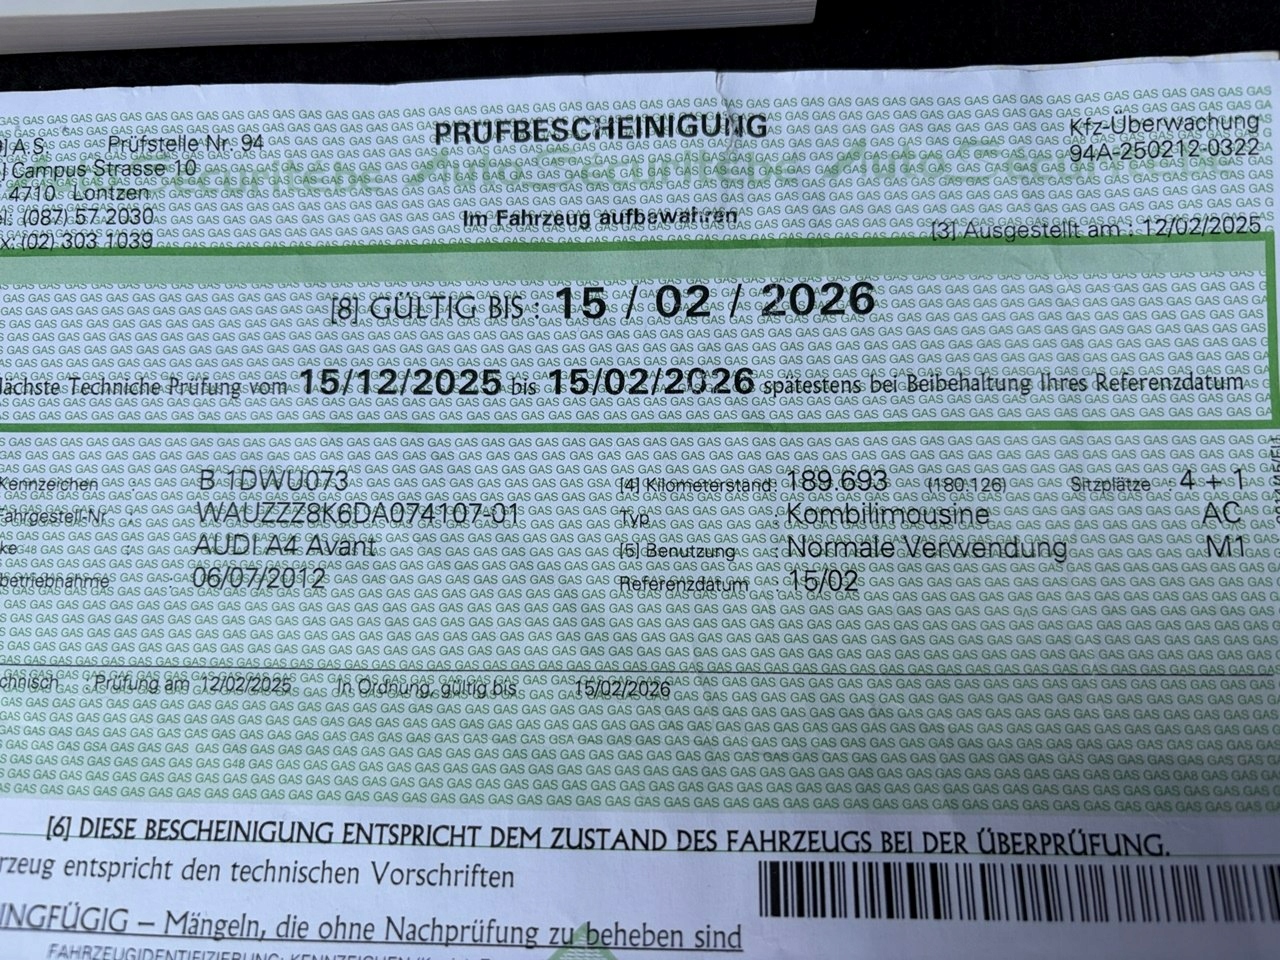 A.S. Prüfstelle Nr. 94
Campus Strasse 10
4710 Lontzen
(087) 57 2030
(02) 303 1039
PRÜFBESCHEINIGUNG
Im Fahrzeug aufbewahren
Kfz-Überwachung
94A-250212-0322
[3] Ausgestellt am : 12/02/2025
[8] GÜLTIG BIS : 15 / 02 / 2026
Techniche Prüfung vom 15/12/2025 bis 15/02/2026 spätestens bei Beibehaltung Ihres Referenzdatum
Kennzeichen : B 1DWU073
[4] Kilometerstand : 189.693 (180.126) Sitzplätze : 4 + 1
WAUZZZ8K6DA074107-01
Typ : Kombilimousine AC
AUDI A4 Avant
[5] Benutzung : Normale Verwendung M1
06/07/2012
Referenzdatum : 15/02
Prüfung am 12/02/2025 In Ordnung, gültig bis 15/02/2026
[6] DIESE BESCHEINIGUNG ENTSPRICHT DEM ZUSTAND DES FAHRZEUGS BEI DER ÜBERPRÜFUNG.
entspricht den technischen Vorschriften
– Mängeln, die ohne Nachprüfung zu beheben sind